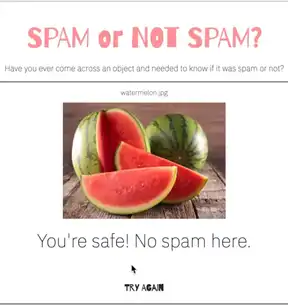 SPAM or NOT SPAM?
Have you ever come across an object and needed to know if it was spam or not?
watermelon.jpg
You're safe! No spam here.
TRY AGAIN